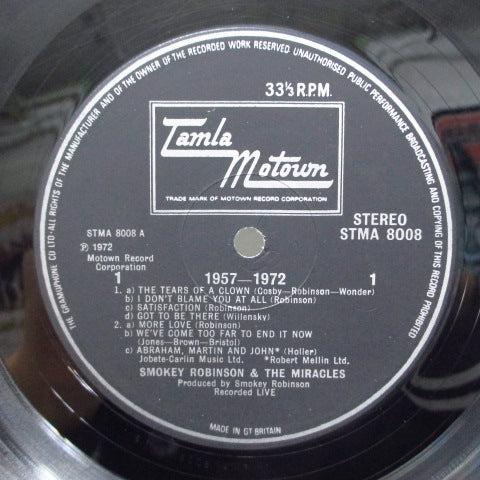 THE GRAMOPHONE CO LTD·ALL RIGHTS OF THE MANUFACTURER AND OF THE OWNER OF THE RECORDED WORK RESERVED UNAUTHORISED PUBLIC PERFORMANCE BROADCASTING AND COPYING OF THIS RECORD PROHIBITED
33⅓ R.P.M.
Tamla
Motown
TRADE MARK OF MOTOWN RECORD CORPORATION
STEREO
STMA 8008
STMA 8008 A
Ⓟ 1972
Motown Record
Corporation
1 1957—1972 1
1. a) THE TEARS OF A CLOWN (Cosby-Robinson-Wonder)
b) I DON'T BLAME YOU AT ALL (Robinson)
c) SATISFACTION (Robinson)
d) GOT TO BE THERE (Willensky)
2. a) MORE LOVE (Robinson)
b) WE'VE COME TOO FAR TO END IT NOW
(Jones-Brown-Bristol)
c) ABRAHAM, MARTIN AND JOHN* (Holler)
Jobete-Carlin Music Ltd. *Robert Mellin Ltd.
SMOKEY ROBINSON & THE MIRACLES
Produced by Smokey Robinson
Recorded LIVE
MADE IN GT BRITAIN